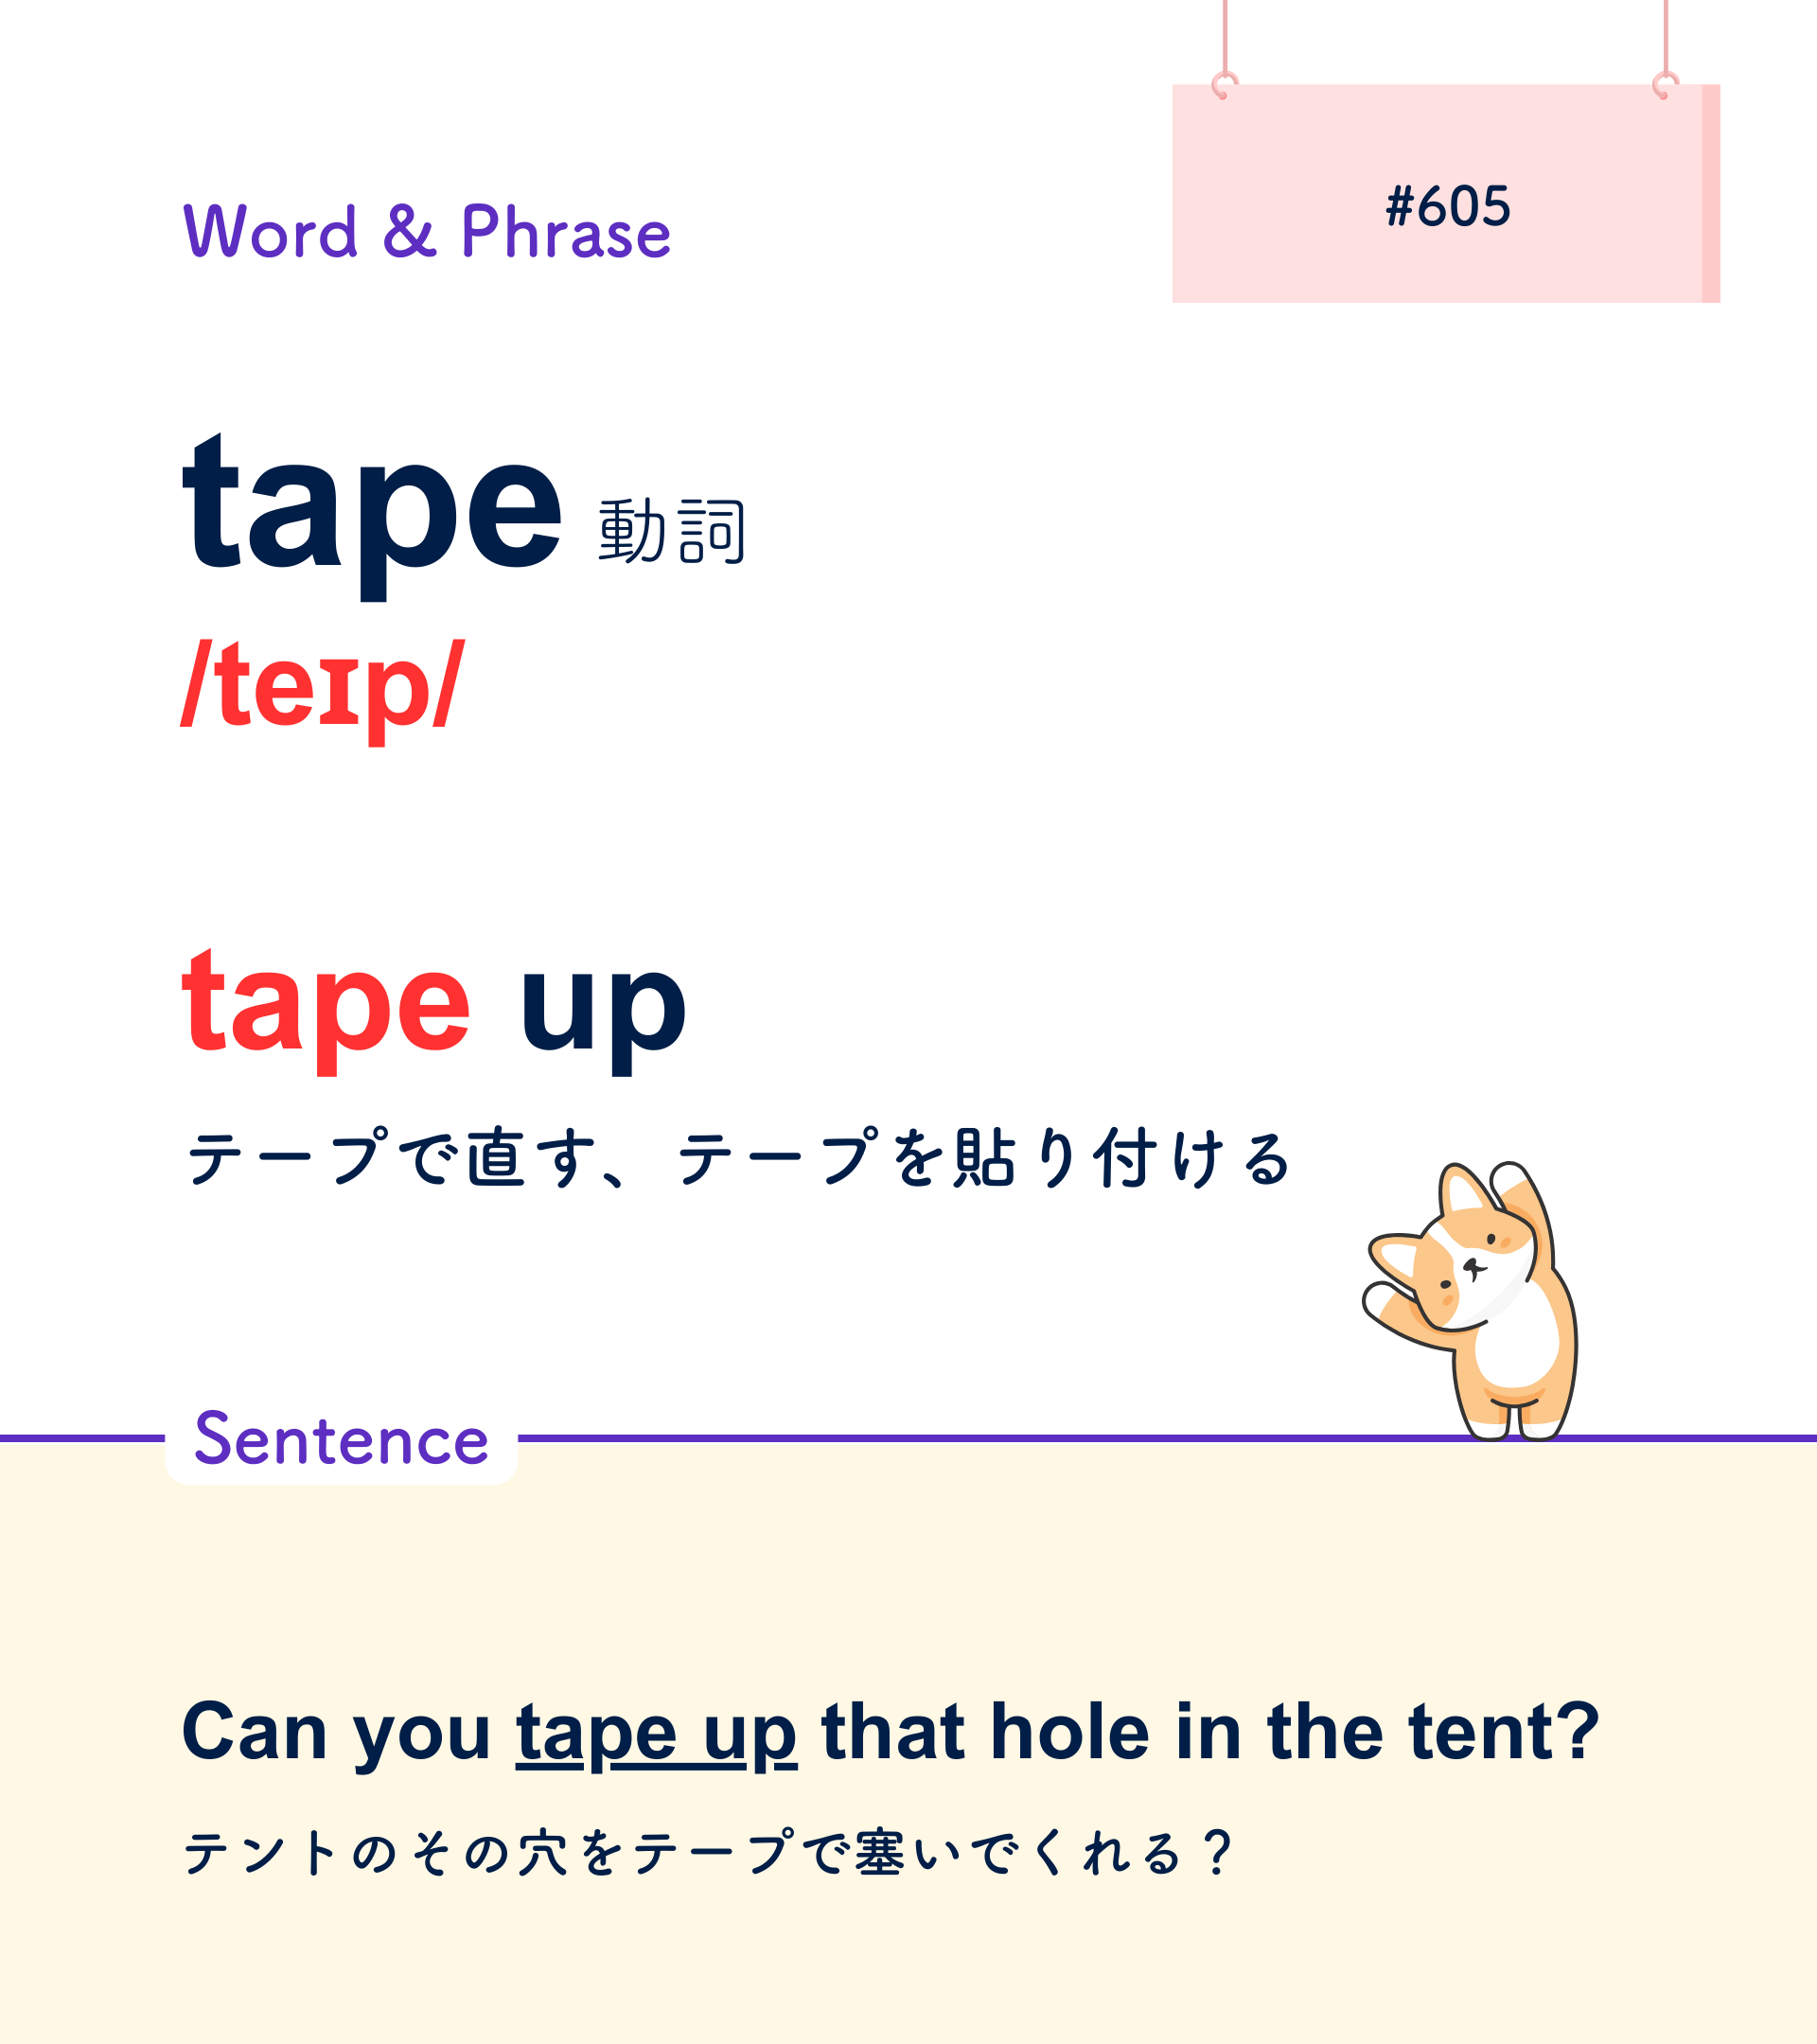 Word & Phrase
#605
tape 動詞
/teɪp/
tape up
テープで直す、テープを貼り付ける
Sentence
Can you tape up that hole in the tent?
テントのその穴をテープで塞いでくれる？